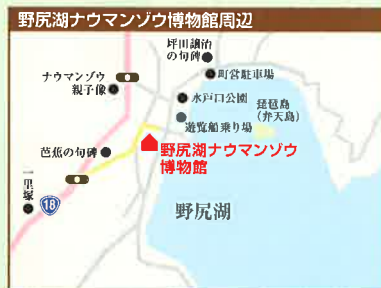 野尻湖ナウマンゾウ博物館周辺
坪田譲治
の句碑
ナウマンゾウ
親子像
町営駐車場
水戸口公園
琵琶島
(弁天島)
遊覧船乗り場
芭蕉の句碑
野尻湖ナウマンゾウ
博物館
一里塚
18
野尻湖